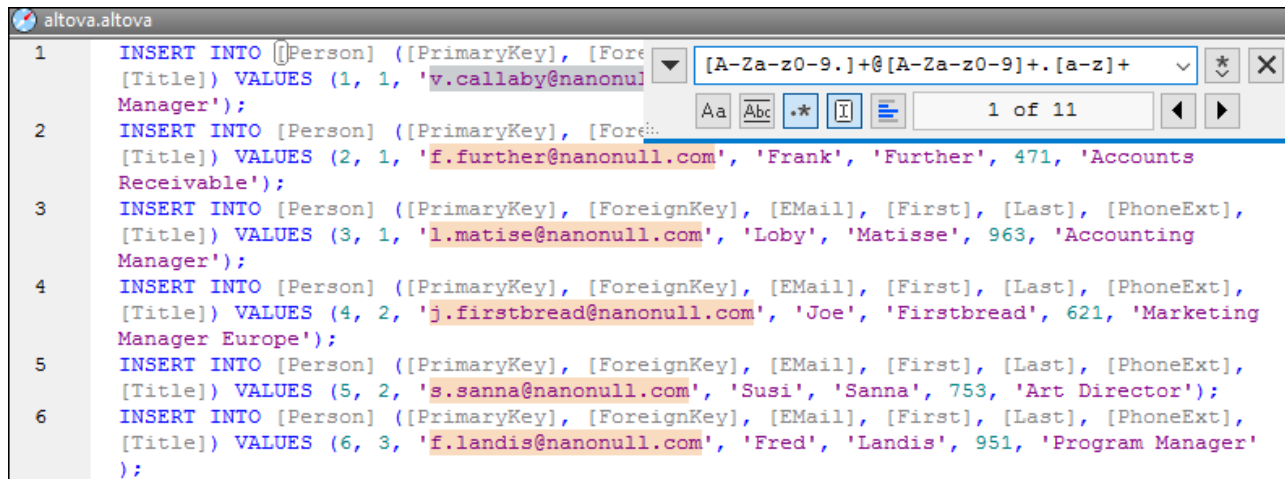 altova.altova
1 INSERT INTO [Person] ([PrimaryKey], [Fore
[A-Za-z0-9.]+@[A-Za-z0-9]+.[a-z]+
[Title]) VALUES (1, 1, 'v.callaby@nanonul
Aa Abc .* 1 of 11
Manager');
2 INSERT INTO [Person] ([PrimaryKey], [Fore
[Title]) VALUES (2, 1, 'f.further@nanonull.com', 'Frank', 'Further', 471, 'Accounts
Receivable');
3 INSERT INTO [Person] ([PrimaryKey], [ForeignKey], [EMail], [First], [Last], [PhoneExt],
[Title]) VALUES (3, 1, 'l.matise@nanonull.com', 'Loby', 'Matisse', 963, 'Accounting
Manager');
4 INSERT INTO [Person] ([PrimaryKey], [ForeignKey], [EMail], [First], [Last], [PhoneExt],
[Title]) VALUES (4, 2, 'j.firstbread@nanonull.com', 'Joe', 'Firstbread', 621, 'Marketing
Manager Europe');
5 INSERT INTO [Person] ([PrimaryKey], [ForeignKey], [EMail], [First], [Last], [PhoneExt],
[Title]) VALUES (5, 2, 's.sanna@nanonull.com', 'Susi', 'Sanna', 753, 'Art Director');
6 INSERT INTO [Person] ([PrimaryKey], [ForeignKey], [EMail], [First], [Last], [PhoneExt],
[Title]) VALUES (6, 3, 'f.landis@nanonull.com', 'Fred', 'Landis', 951, 'Program Manager'
);